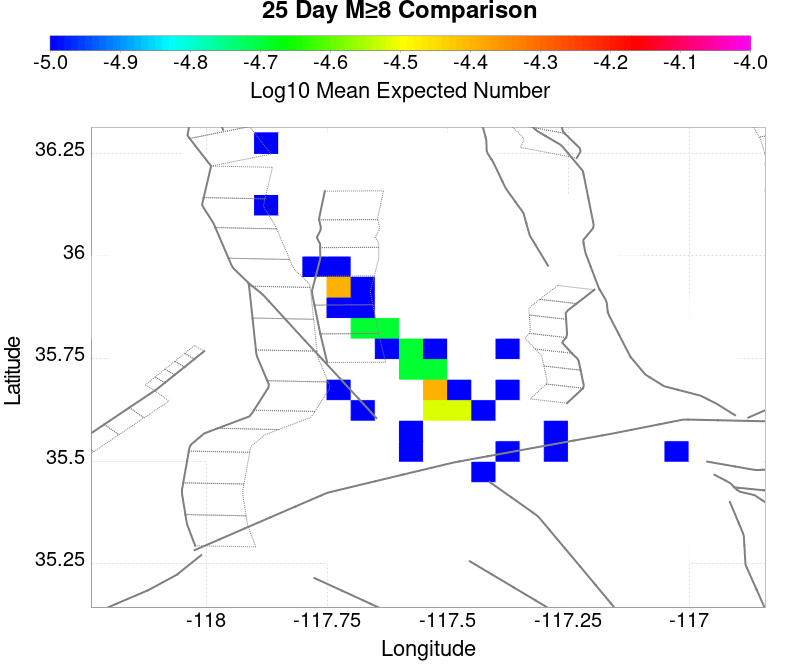 25 Day M≥8 Comparison
-5.0 -4.9 -4.8 -4.7 -4.6 -4.5 -4.4 -4.3 -4.2 -4.1 -4.0
Log10 Mean Expected Number
36.25
36
35.75
35.5
35.25
Latitude
-118 -117.75 -117.5 -117.25 -117
Longitude